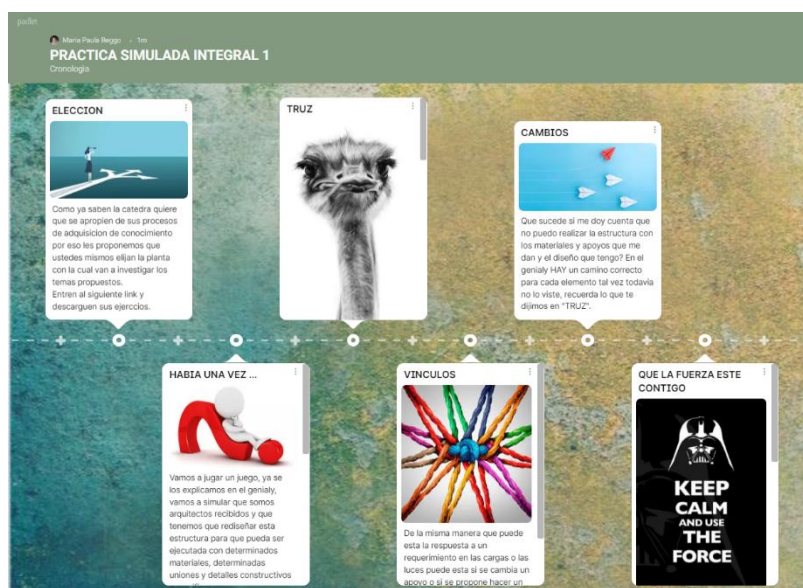 padlet
Maria Paula Beggo • 1m
PRACTICA SIMULADA INTEGRAL 1
Cronología
ELECCION
Como ya saben la catedra quiere
que se apropien de sus procesos
de adquisicion de conocimiento
por eso les proponemos que
ustedes mismos elijan la planta
con la cual van a investigar los
temas propuestos.
Entren al siguiente link y
descarguen sus ejerccios.
HABIA UNA VEZ ...
Vamos a jugar un juego, ya se
los explicamos en el genialy,
vamos a simular que somos
arquitectos recibidos y que
tenemos que rediseñar esta
estructura para que pueda ser
ejecutada con determinados
materiales, determinadas
uniones y detalles constructivos
TRUZ
VINCULOS
De la misma manera que puede
esta la respuesta a un
requerimiento en las cargas o las
luces puede esta si se cambia un
apoyo o si se propone hacer un
CAMBIOS
Que sucede si me doy cuenta que
no puedo realizar la estructura con
los materiales y apoyos que me
dan y el diseño que tengo? En el
genialy HAY un camino correcto
para cada elemento tal vez todavia
no lo viste, recuerda lo que te
dijimos en "TRUZ".
QUE LA FUERZA ESTE
CONTIGO
KEEP
CALM
AND USE
THE
FORCE